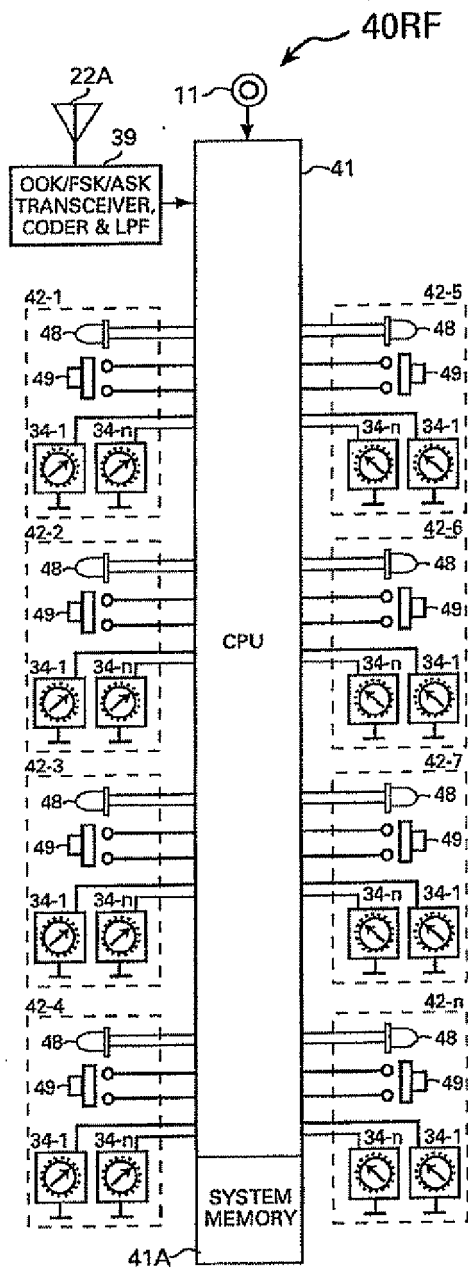 40RF
22A
11
39
41
OOK/FSK/ASK
TRANSCEIVER,
CODER & LPF
42-1
48
49
34-1 34-n
42-5
48
49
34-n 34-1
42-2
48
49
34-1 34-n
42-6
48
49
34-n 34-1
CPU
42-3
48
49
34-1 34-n
42-7
48
49
34-n 34-1
42-4
48
49
34-1 34-n
42-n
48
49
34-n 34-1
SYSTEM
MEMORY
41A